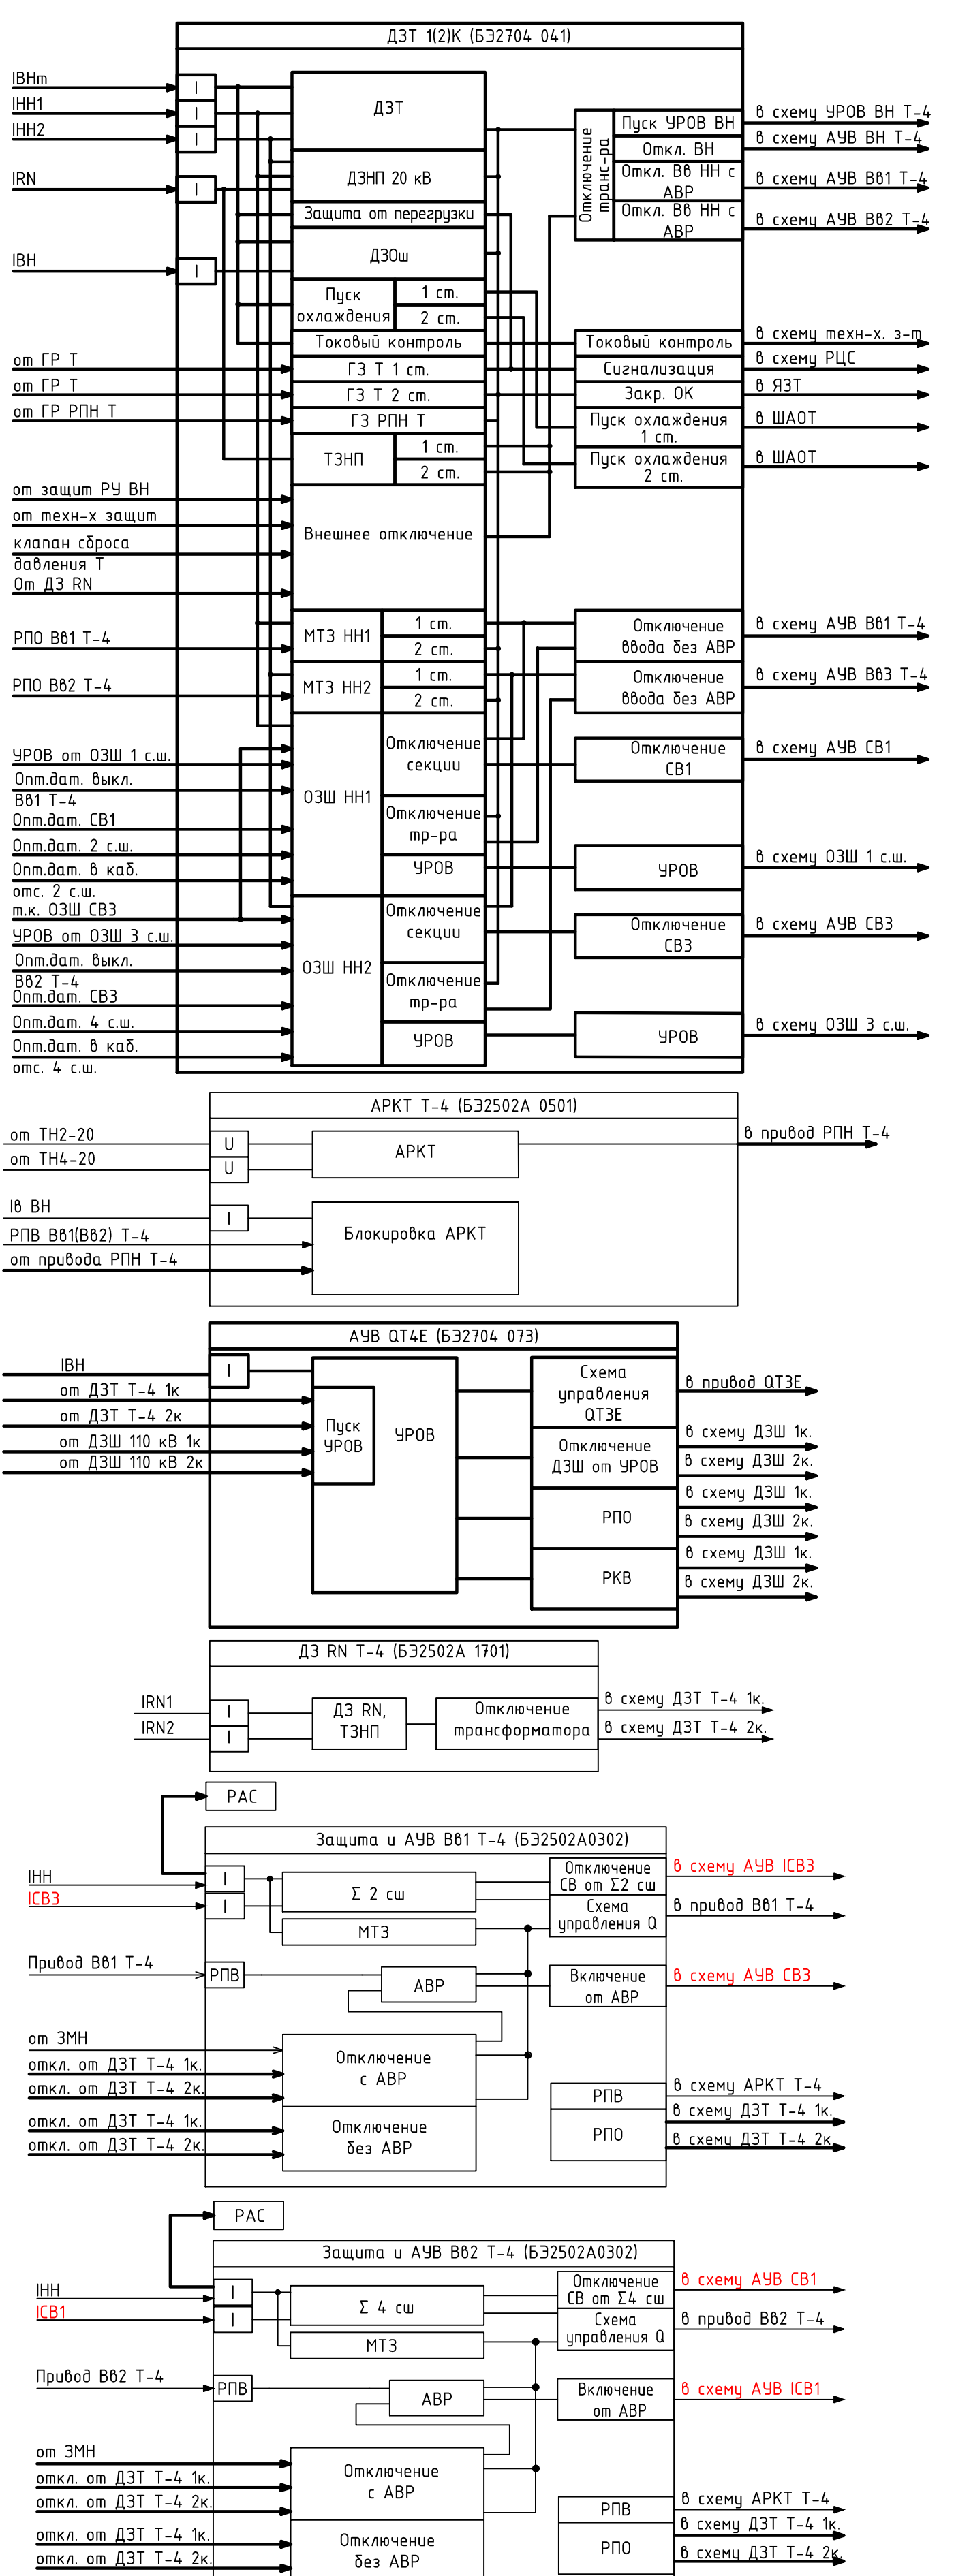 ДЗТ 1(2)К (БЭ2704 041)
IВНт
IНН1
IНН2
IRN
IВН
I
I
I
I
I
ДЗТ
ДЗНП 20 кВ
Защита от перегрузки
ДЗОш
Пуск
охлаждения
1 ст.
2 ст.
Токовый контроль
от ГР Т
ГЗ Т 1 ст.
от ГР Т
ГЗ Т 2 ст.
от ГР РПН Т
ГЗ РПН Т
ТЗНП
1 ст.
2 ст.
от защит РУ ВН
от техн-х защит
клапан сброса
давления Т
От ДЗ RN
Внешнее отключение
Отключение
транс-ра
Пуск УРОВ ВН
Откл. ВН
Откл. Вв НН с
АВР
Откл. Вв НН с
АВР
в схему УРОВ ВН Т-4
в схему АУВ ВН Т-4
в схему АУВ Вв1 Т-4
в схему АУВ Вв2 Т-4
Токовый контроль
в схему техн-х. з-т
Сигнализация
в схему РЦС
Закр. ОК
в ЯЗТ
Пуск охлаждения
1 ст.
в ШАОТ
Пуск охлаждения
2 ст.
в ШАОТ
РПО Вв1 Т-4
МТЗ НН1
1 ст.
2 ст.
Отключение
ввода без АВР
в схему АУВ Вв1 Т-4
РПО Вв2 Т-4
МТЗ НН2
1 ст.
2 ст.
Отключение
ввода без АВР
в схему АУВ Вв3 Т-4
УРОВ от ОЗШ 1 с.ш.
Опт.дат. выкл.
Вв1 Т-4
Опт.дат. СВ1
Опт.дат. 2 с.ш.
Опт.дат. в каб.
отс. 2 с.ш.
т.к. ОЗШ СВ3
ОЗШ НН1
Отключение
секции
Отключение
тр-ра
УРОВ
Отключение
СВ1
в схему АУВ СВ1
УРОВ
в схему ОЗШ 1 с.ш.
УРОВ от ОЗШ 3 с.ш.
Опт.дат. выкл.
Вв2 Т-4
Опт.дат. СВ3
Опт.дат. 4 с.ш.
Опт.дат. в каб.
отс. 4 с.ш.
ОЗШ НН2
Отключение
секции
Отключение
тр-ра
УРОВ
Отключение
СВ3
в схему АУВ СВ3
УРОВ
в схему ОЗШ 3 с.ш.
АРКТ Т-4 (БЭ2502А 0501)
от ТН2-20
от ТН4-20
U
U
АРКТ
в привод РПН Т-4
Iв ВН
РПВ Вв1(Вв2) Т-4
от привода РПН Т-4
I
Блокировка АРКТ
АУВ QT4E (БЭ2704 073)
IВН
от ДЗТ Т-4 1к
от ДЗТ Т-4 2к
от ДЗШ 110 кВ 1к
от ДЗШ 110 кВ 2к
I
Пуск
УРОВ
УРОВ
Схема
управления
QT3E
в привод QT3E
Отключение
ДЗШ от УРОВ
в схему ДЗШ 1к.
в схему ДЗШ 2к.
РПО
в схему ДЗШ 1к.
в схему ДЗШ 2к.
РКВ
в схему ДЗШ 1к.
в схему ДЗШ 2к.
ДЗ RN Т-4 (БЭ2502А 1701)
IRN1
IRN2
I
I
ДЗ RN,
ТЗНП
Отключение
трансформатора
в схему ДЗТ Т-4 1к.
в схему ДЗТ Т-4 2к.
РАС
Защита и АУВ Вв1 Т-4 (БЭ2502А0302)
IНН
IСВ3
I
I
Σ 2 сш
МТЗ
Отключение
СВ от Σ2 сш
в схему АУВ IСВ3
Схема
управления Q
в привод Вв1 Т-4
Привод Вв1 Т-4
РПВ
АВР
Включение
от АВР
в схему АУВ СВ3
от ЗМН
откл. от ДЗТ Т-4 1к.
откл. от ДЗТ Т-4 2к.
Отключение
с АВР
откл. от ДЗТ Т-4 1к.
откл. от ДЗТ Т-4 2к.
Отключение
без АВР
РПВ
в схему АРКТ Т-4
РПО
в схему ДЗТ Т-4 1к.
в схему ДЗТ Т-4 2к.
РАС
Защита и АУВ Вв2 Т-4 (БЭ2502А0302)
IНН
IСВ1
I
I
Σ 4 сш
МТЗ
Отключение
СВ от Σ4 сш
в схему АУВ СВ1
Схема
управления Q
в привод Вв2 Т-4
Привод Вв2 Т-4
РПВ
АВР
Включение
от АВР
в схему АУВ IСВ1
от ЗМН
откл. от ДЗТ Т-4 1к.
откл. от ДЗТ Т-4 2к.
Отключение
с АВР
откл. от ДЗТ Т-4 1к.
откл. от ДЗТ Т-4 2к.
Отключение
без АВР
РПВ
в схему АРКТ Т-4
РПО
в схему ДЗТ Т-4 1к.
в схему ДЗТ Т-4 2к.